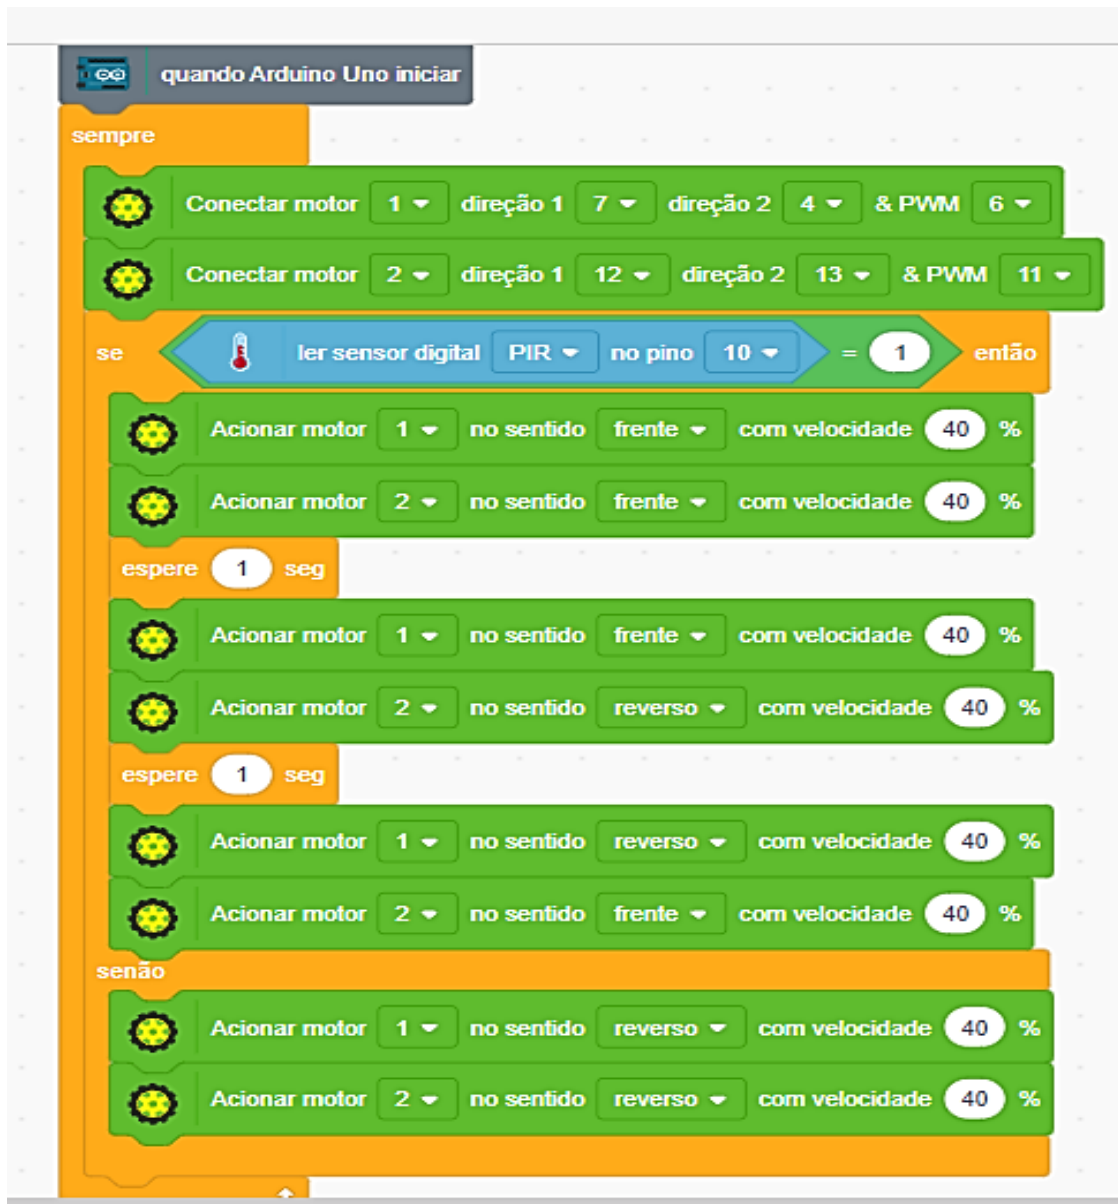 quando Arduino Uno iniciar
sempre
Conectar motor 1 direção 1 7 direção 2 4 & PWM 6
Conectar motor 2 direção 1 12 direção 2 13 & PWM 11
se ler sensor digital PIR no pino 10 = 1 então
Acionar motor 1 no sentido frente com velocidade 40 %
Acionar motor 2 no sentido frente com velocidade 40 %
espere 1 seg
Acionar motor 1 no sentido frente com velocidade 40 %
Acionar motor 2 no sentido reverso com velocidade 40 %
espere 1 seg
Acionar motor 1 no sentido reverso com velocidade 40 %
Acionar motor 2 no sentido frente com velocidade 40 %
senão
Acionar motor 1 no sentido reverso com velocidade 40 %
Acionar motor 2 no sentido reverso com velocidade 40 %